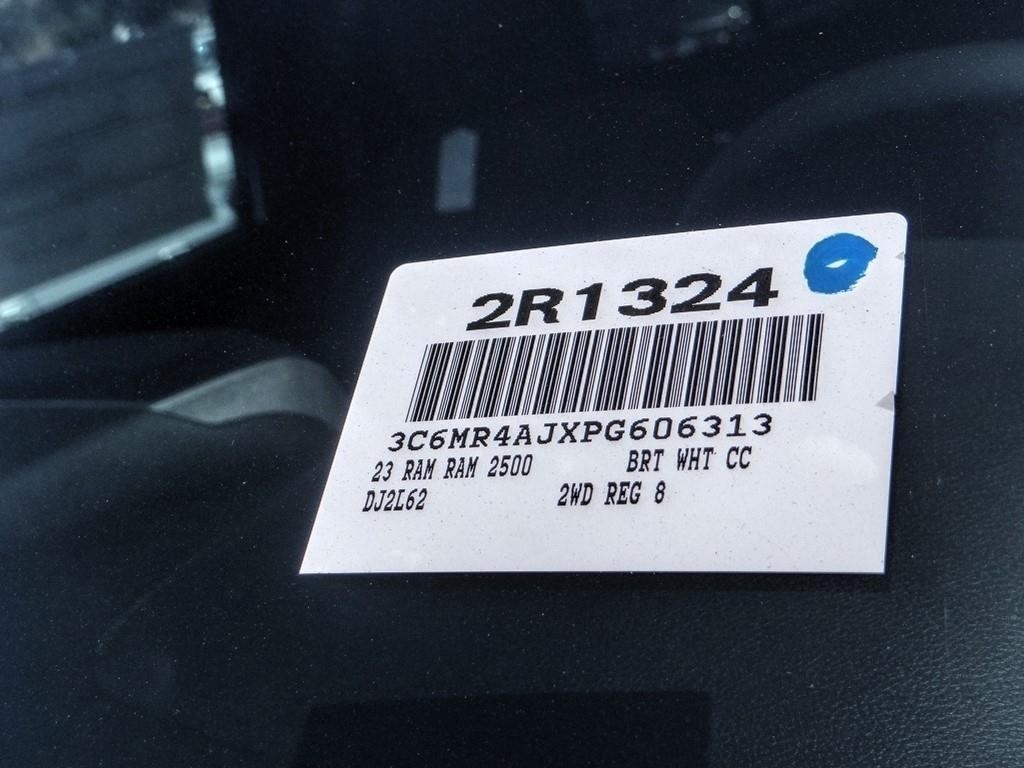 2R1324
3C6MR4AJXPG606313
23 RAM RAM 2500 BRT WHT CC
DJ2L62 2WD REG 8